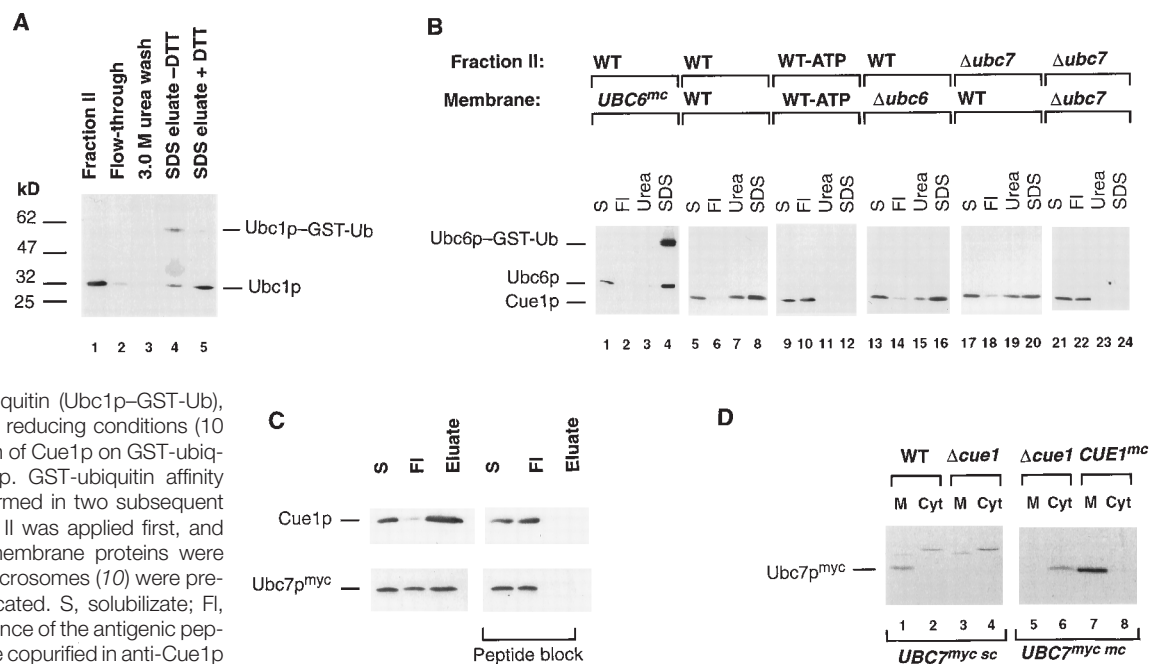 A
Fraction II
Flow-through
3.0 M urea wash
SDS eluate –DTT
SDS eluate + DTT
kD
62
47
32
25
Ubc1p–GST-Ub
Ubc1p
1 2 3 4 5
B
Fraction II: WT WT WT-ATP WT Δubc7 Δubc7
Membrane: UBC6mc WT WT-ATP Δubc6 WT Δubc7
S Fl Urea SDS S Fl Urea SDS S Fl Urea SDS S Fl Urea SDS S Fl Urea SDS S Fl Urea SDS
Ubc6p–GST-Ub
Ubc6p
Cue1p
1 2 3 4 5 6 7 8 9 10 11 12 13 14 15 16 17 18 19 20 21 22 23 24
quitin (Ubc1p–GST-Ub),
reducing conditions (10
n of Cue1p on GST-ubiq-
p. GST-ubiquitin affinity
rmed in two subsequent
II was applied first, and
membrane proteins were
crosomes (10) were pre-
cated. S, solubilizate; Fl,
nce of the antigenic pep-
e copurified in anti-Cue1p
C
S Fl Eluate S Fl Eluate
Cue1p
Ubc7pmyc
Peptide block
D
WT Δcue1 Δcue1 CUE1mc
M Cyt M Cyt M Cyt M Cyt
Ubc7pmyc
1 2 3 4 5 6 7 8
UBC7myc sc UBC7myc mc